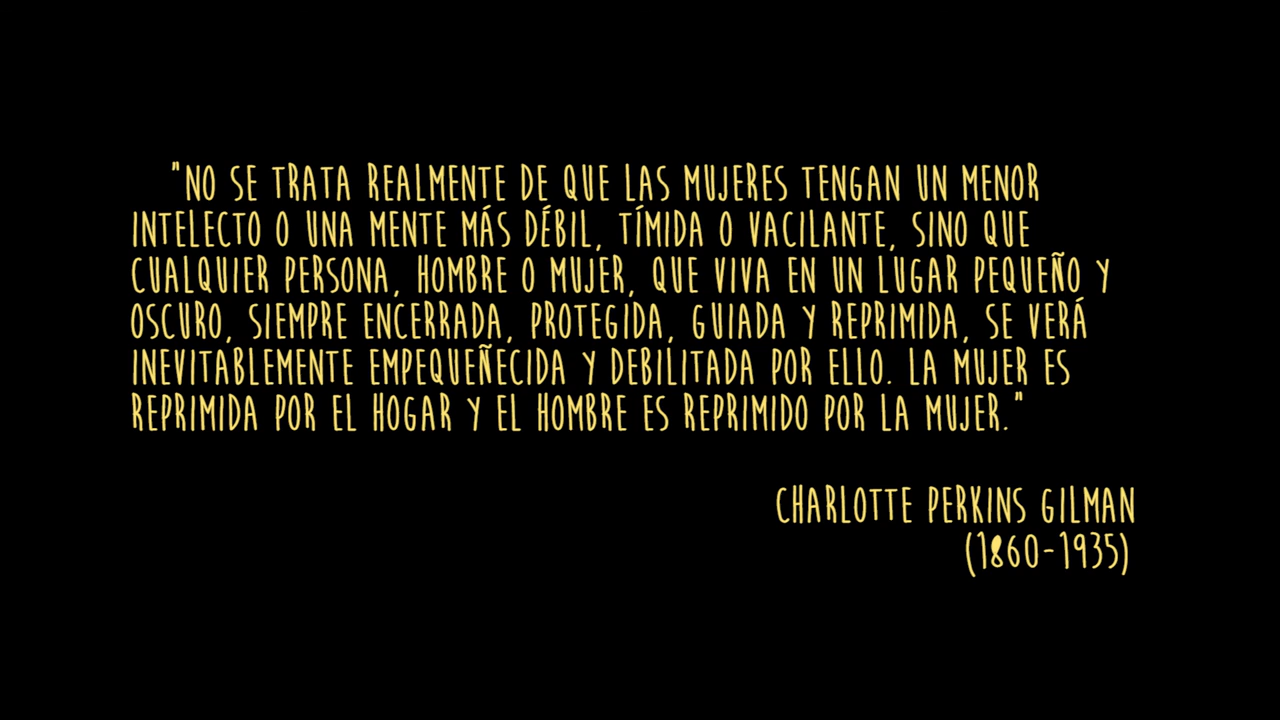 "NO SE TRATA REALMENTE DE QUE LAS MUJERES TENGAN UN MENOR
INTELECTO O UNA MENTE MÁS DÉBIL, TÍMIDA O VACILANTE, SINO QUE
CUALQUIER PERSONA, HOMBRE O MUJER, QUE VIVA EN UN LUGAR PEQUEÑO Y
OSCURO, SIEMPRE ENCERRADA, PROTEGIDA, GUIADA Y REPRIMIDA, SE VERÁ
INEVITABLEMENTE EMPEQUEÑECIDA Y DEBILITADA POR ELLO. LA MUJER ES
REPRIMIDA POR EL HOGAR Y EL HOMBRE ES REPRIMIDO POR LA MUJER."
CHARLOTTE PERKINS GILMAN
(1860-1935)